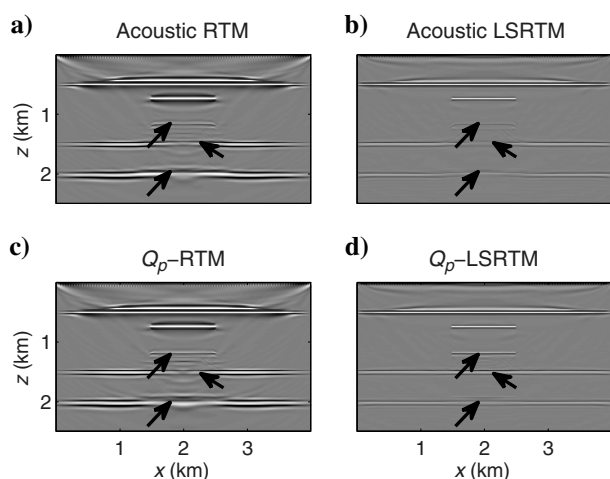 a) Acoustic RTM
b) Acoustic LSRTM
z (km)
1
2
c) Qp–RTM
d) Qp–LSRTM
z (km)
1
2
1 2 3
x (km)
1 2 3
x (km)